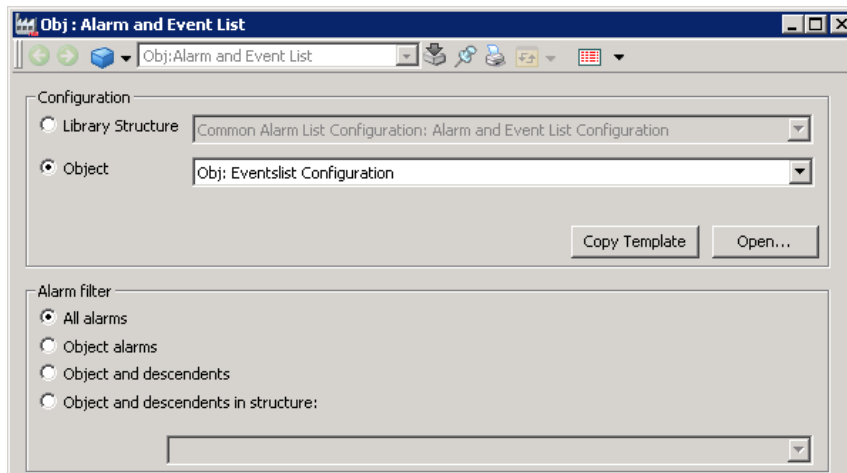 Obj : Alarm and Event List
Obj:Alarm and Event List
Configuration
Library Structure
Common Alarm List Configuration: Alarm and Event List Configuration
Object
Obj: Eventslist Configuration
Copy Template
Open...
Alarm filter
All alarms
Object alarms
Object and descendents
Object and descendents in structure: